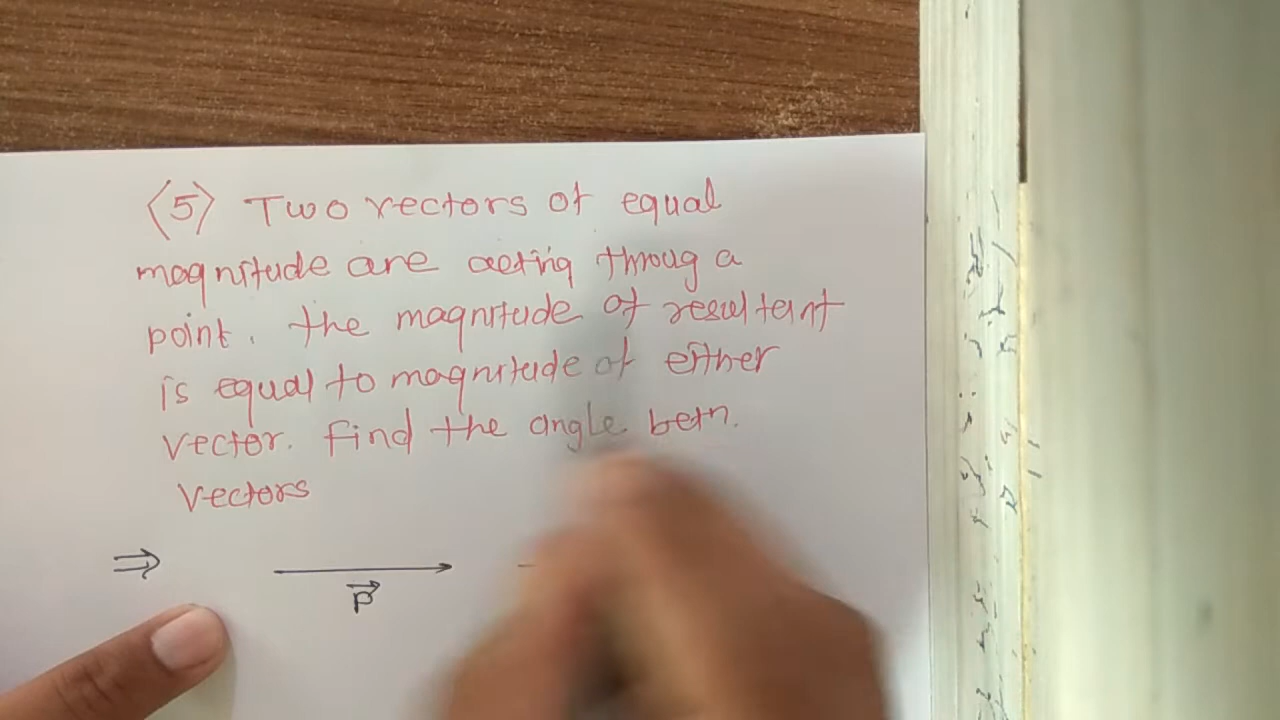 ⟨5⟩ Two vectors of equal
magnitude are acting throug a
point. The magnitude of resultant
is equal to magnitude of either
vector. Find the angle betn.
vectors
⇒
P